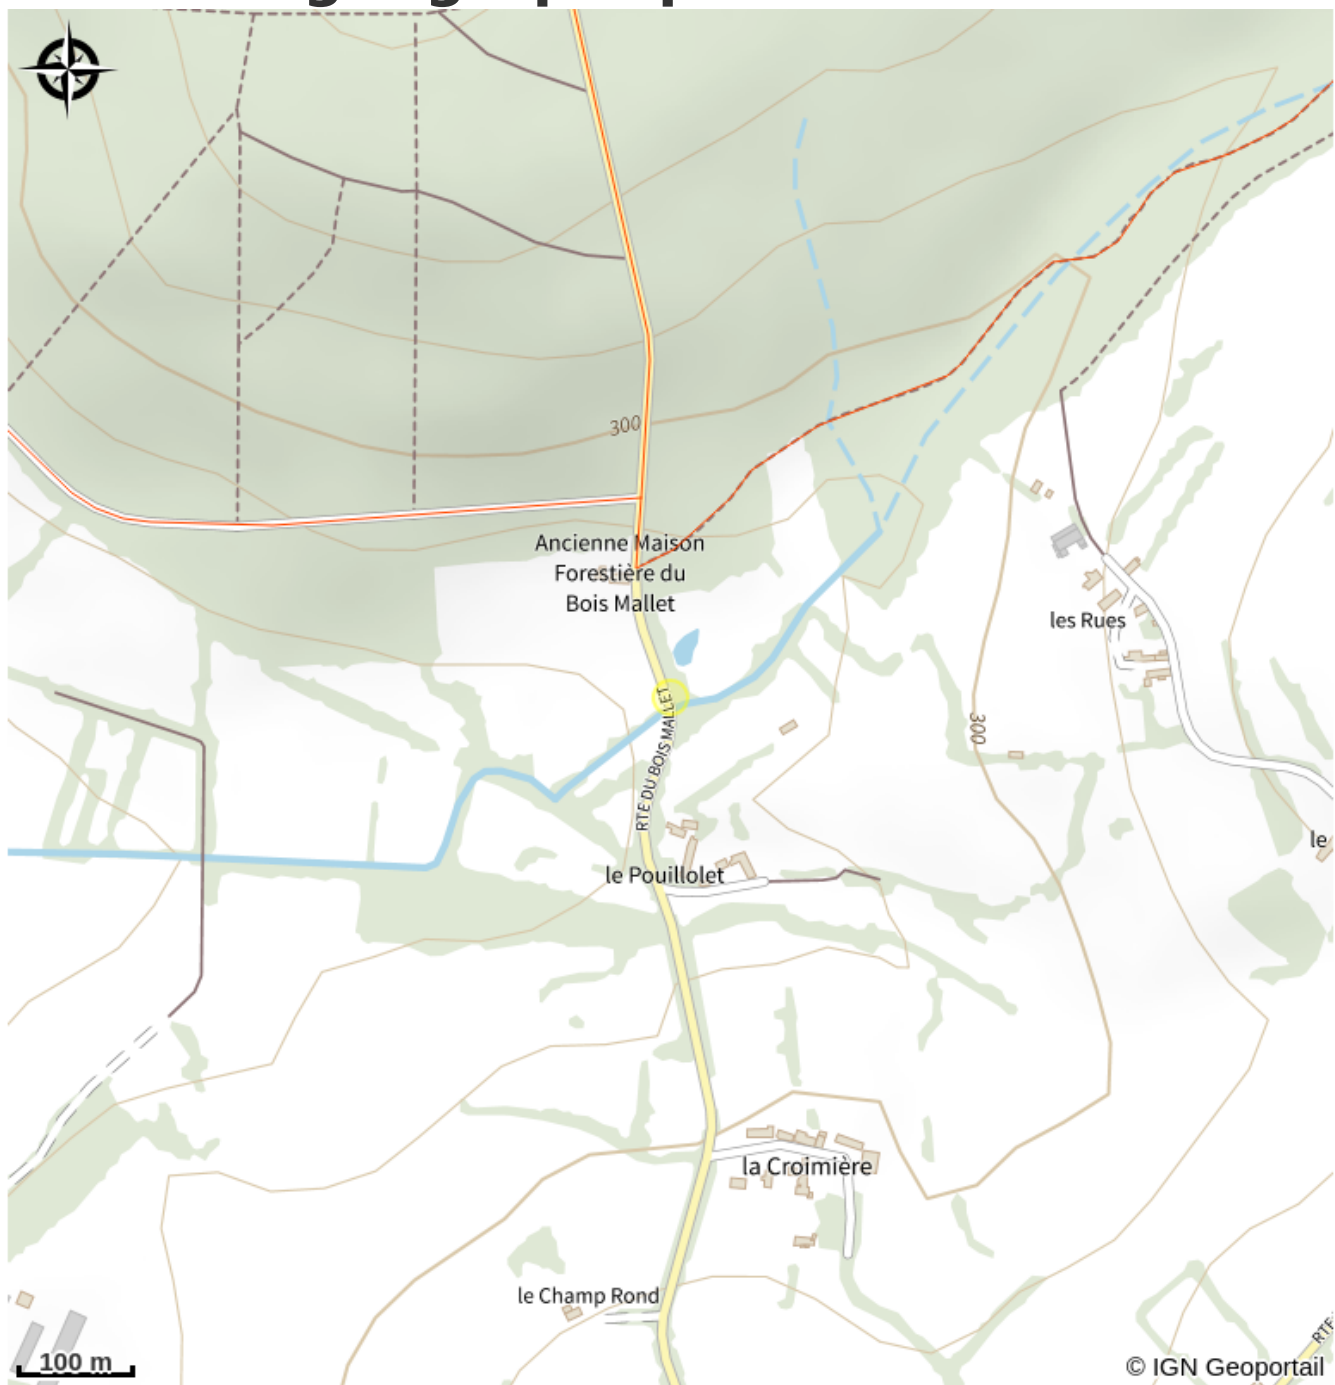 300
Ancienne Maison
Forestière du
Bois Mallet
les Rues
RTE DU BOIS MALLET
300
le
le Pouillolet
la Croimière
le Champ Rond
RTE
100 m
© IGN Geoportail